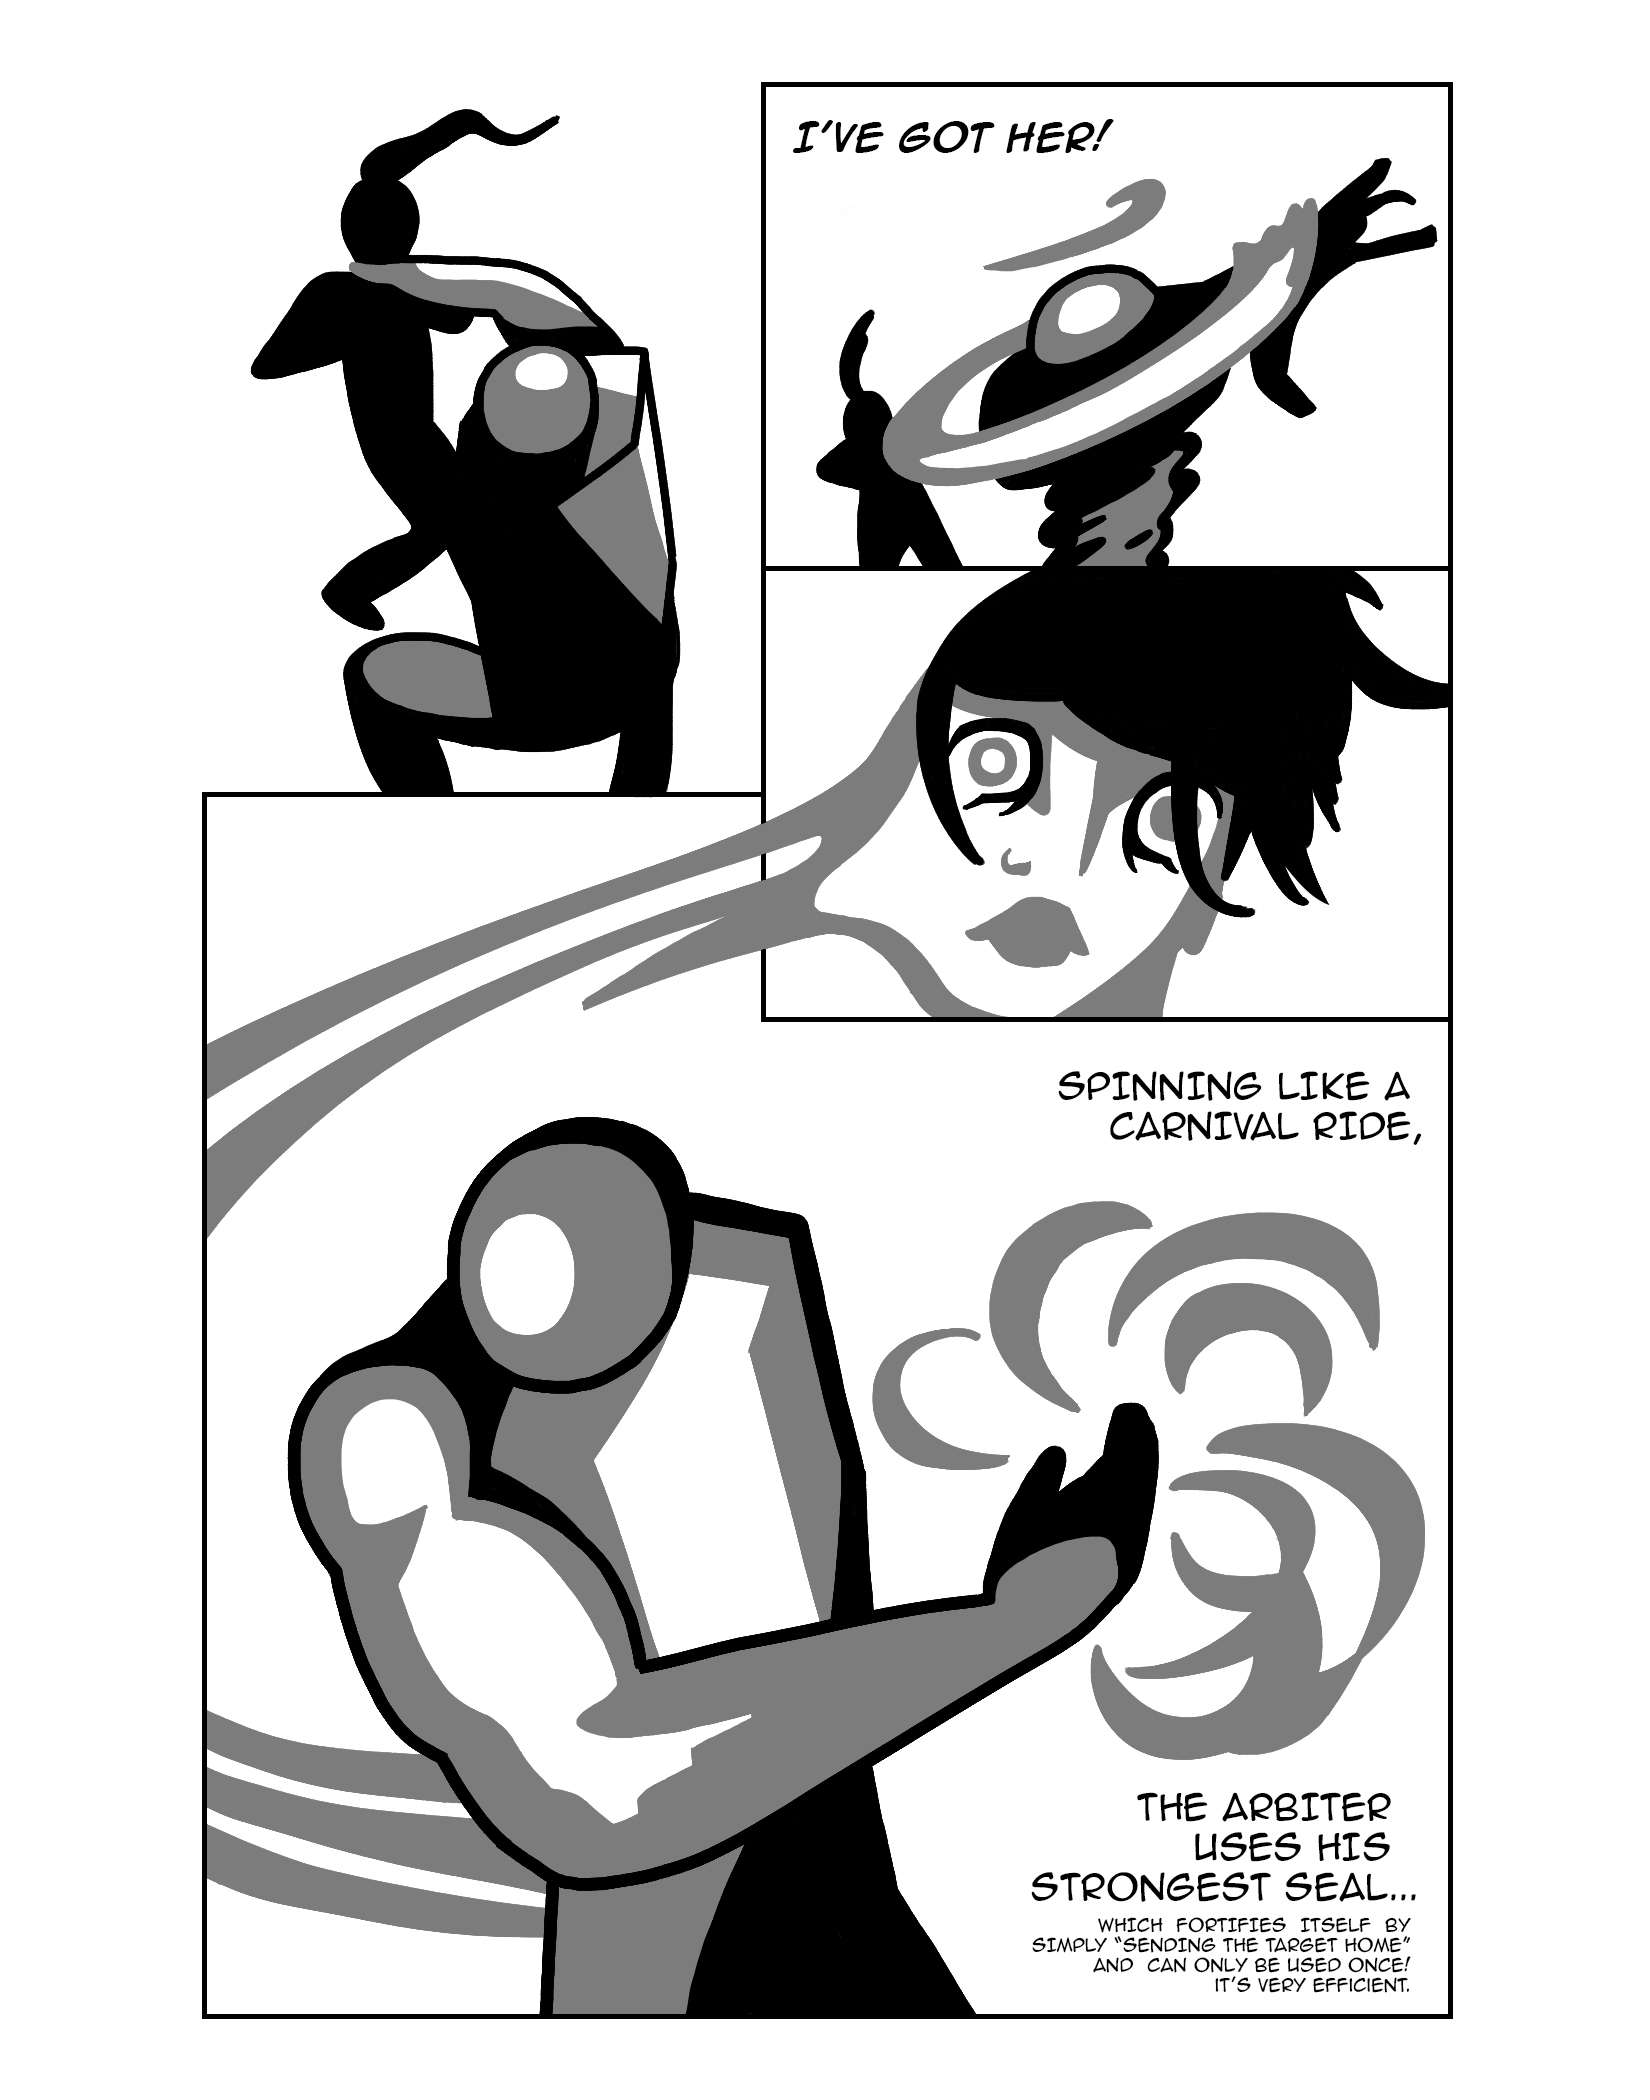 I'VE GOT HER!
SPINNING LIKE A
CARNIVAL RIDE,
THE ARBITER
USES HIS
STRONGEST SEAL...
WHICH FORTIFIES ITSELF BY
SIMPLY "SENDING THE TARGET HOME"
AND CAN ONLY BE USED ONCE!
IT'S VERY EFFICIENT.